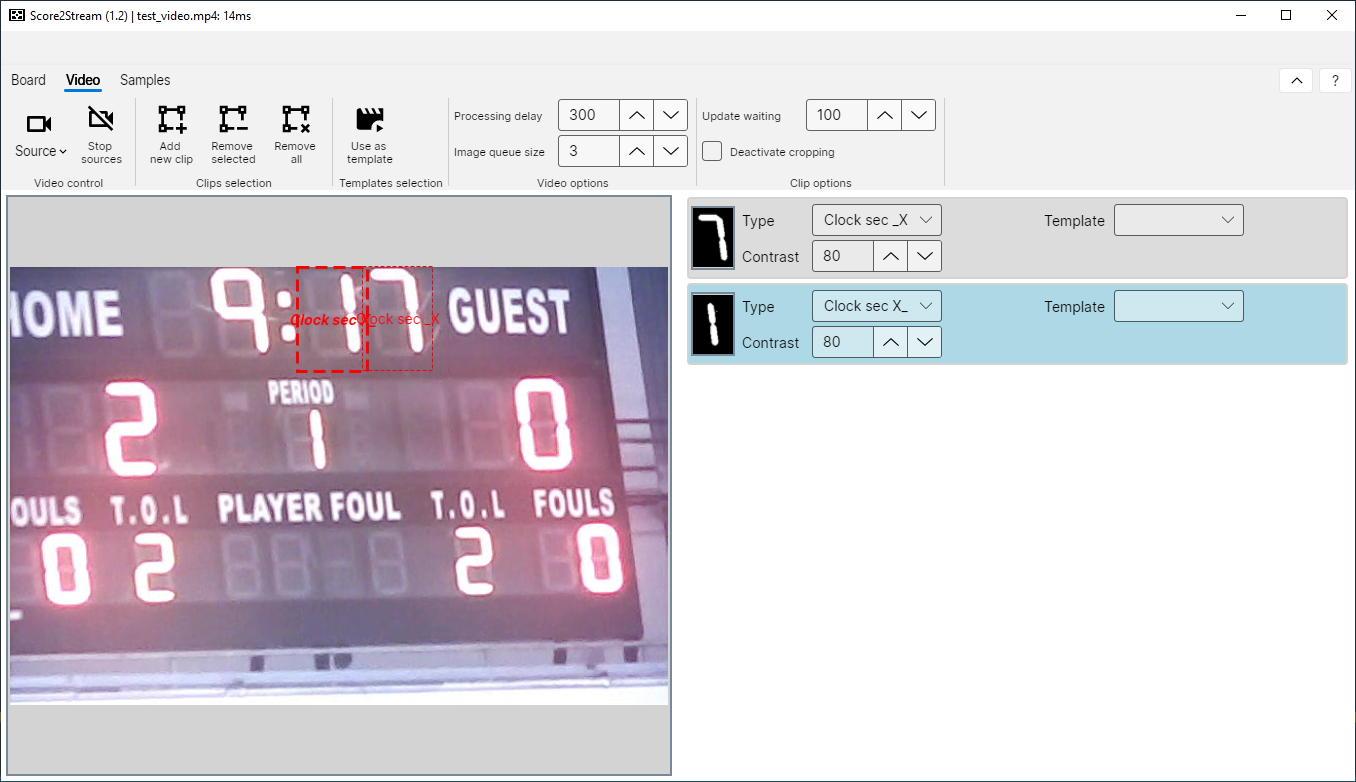 Score2Stream (1.2) | test_video.mp4: 14ms
Board Video Samples ?
Source
Stop sources
Video control
Add new clip
Remove selected
Remove all
Clips selection
Use as template
Templates selection
Processing delay 300
Image queue size 3
Video options
Update waiting 100
Deactivate cropping
Clip options
HOME 9:17 GUEST
Clock sec Clock sec _X
PERIOD
2 1 0
OULS T.O.L PLAYER FOUL T.O.L FOULS
0 2 2 0
7 Type Clock sec _X Template
Contrast 80
1 Type Clock sec X_ Template
Contrast 80